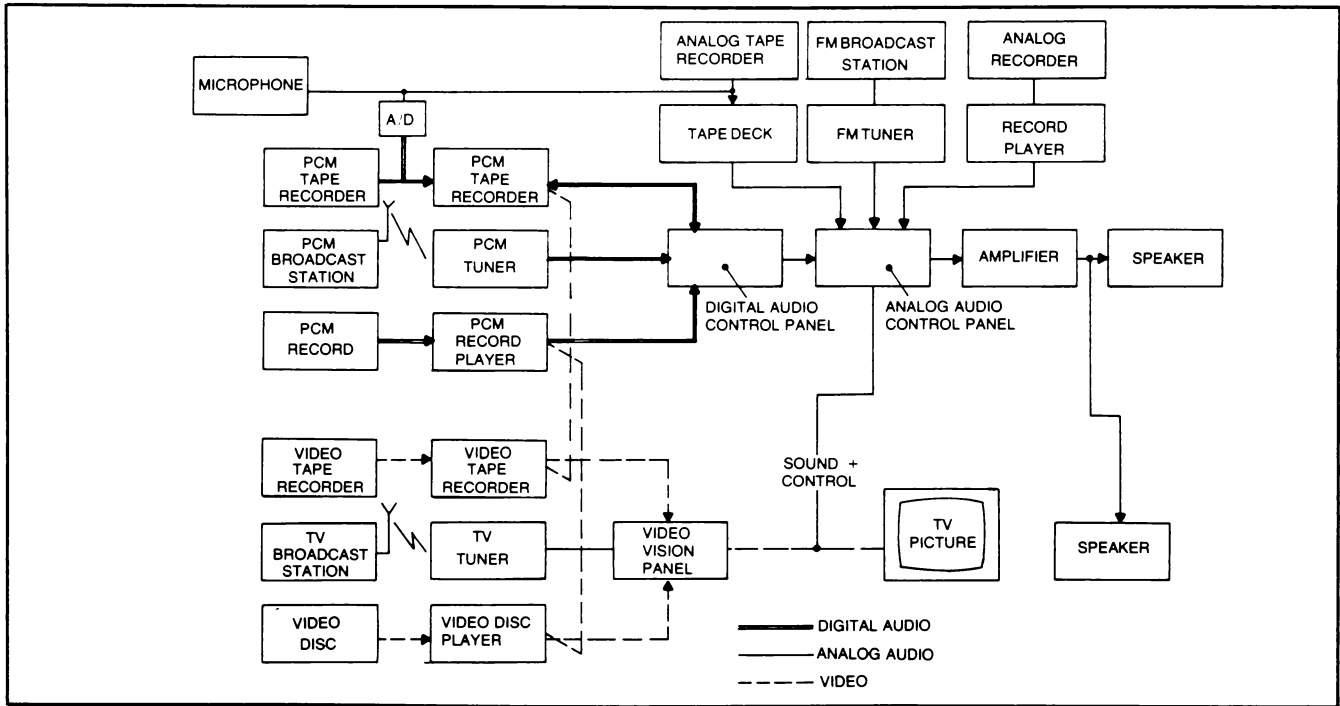 ANALOG TAPE
RECORDER
FM BROADCAST
STATION
ANALOG
RECORDER
MICROPHONE
A/D
TAPE DECK
FM TUNER
RECORD
PLAYER
PCM
TAPE
RECORDER
PCM
TAPE
RECORDER
PCM
BROADCAST
STATION
PCM
TUNER
DIGITAL AUDIO
CONTROL PANEL
ANALOG AUDIO
CONTROL PANEL
AMPLIFIER
SPEAKER
PCM
RECORD
PCM
RECORD
PLAYER
VIDEO
TAPE
RECORDER
VIDEO
TAPE
RECORDER
SOUND +
CONTROL
TV
BROADCAST
STATION
TV
TUNER
VIDEO
VISION
PANEL
TV
PICTURE
SPEAKER
VIDEO
DISC
VIDEO DISC
PLAYER
DIGITAL AUDIO
ANALOG AUDIO
VIDEO